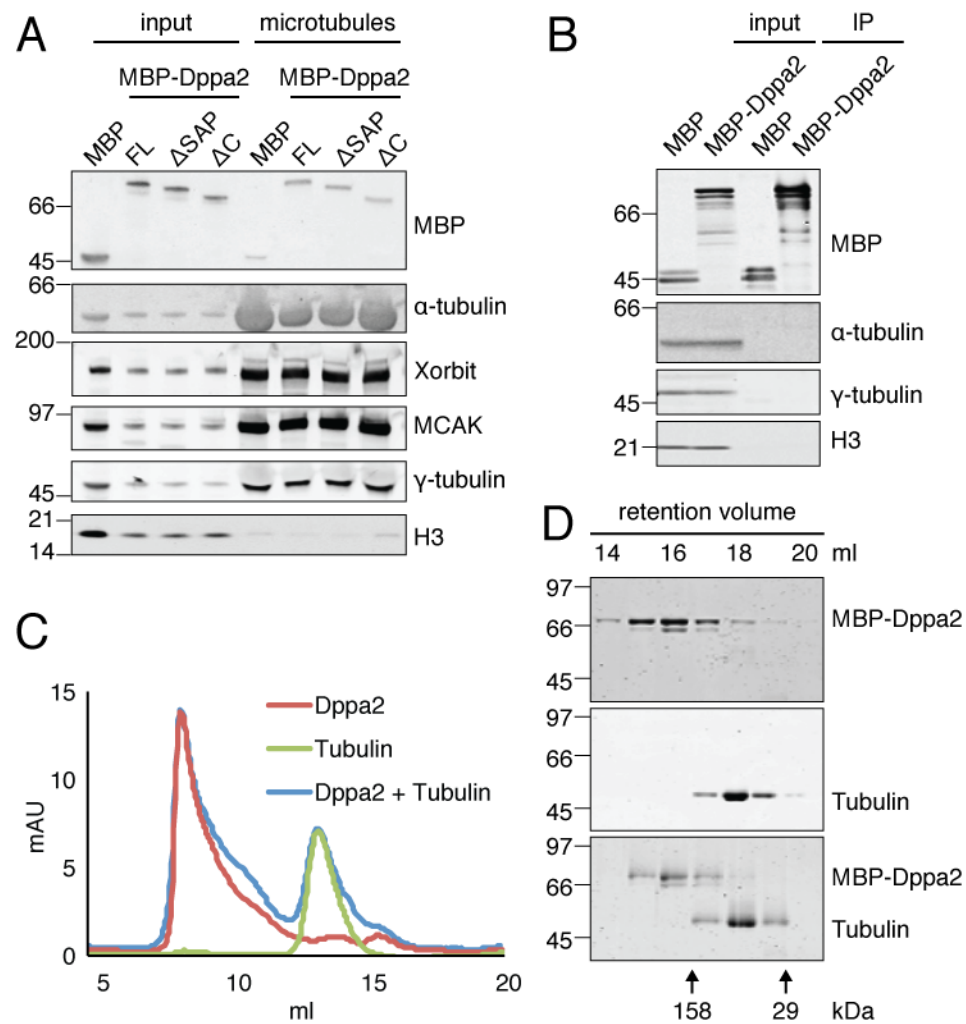 A
input
microtubules
MBP-Dppa2
MBP-Dppa2
MBP
FL
ΔSAP
ΔC
MBP
FL
ΔSAP
ΔC
66
45
MBP
66
α-tubulin
200
Xorbit
97
MCAK
45
γ-tubulin
21
14
H3
B
input
IP
MBP
MBP-Dppa2
MBP
MBP-Dppa2
66
45
MBP
66
α-tubulin
45
γ-tubulin
21
H3
C
15
10
5
0
mAU
Dppa2
Tubulin
Dppa2 + Tubulin
5
10
15
20
ml
D
retention volume
14
16
18
20
ml
97
66
45
MBP-Dppa2
97
66
45
Tubulin
97
66
45
MBP-Dppa2
Tubulin
158
29
kDa